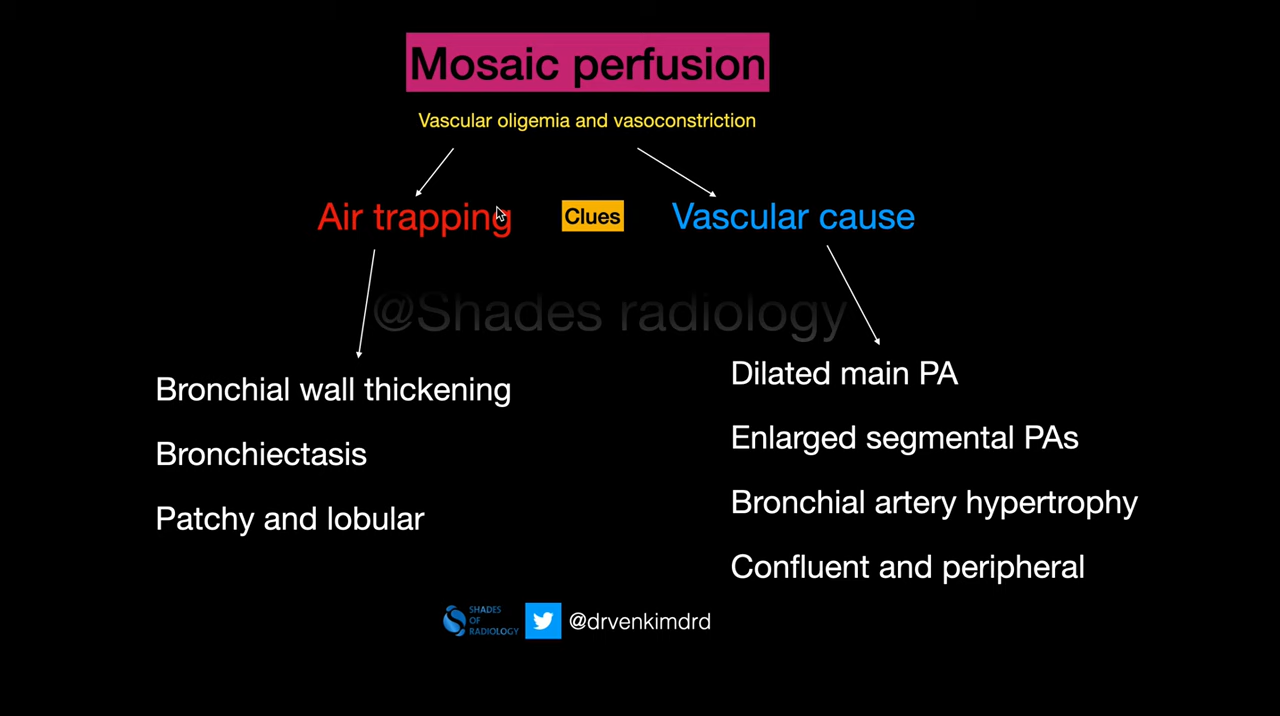 Mosaic perfusion
Vascular oligemia and vasoconstriction
Air trapping
Clues
Vascular cause
@Shades radiology
Bronchial wall thickening
Bronchiectasis
Patchy and lobular
Dilated main PA
Enlarged segmental PAs
Bronchial artery hypertrophy
Confluent and peripheral
SHADES
OF
RADIOLOGY
@drvenkimdrd